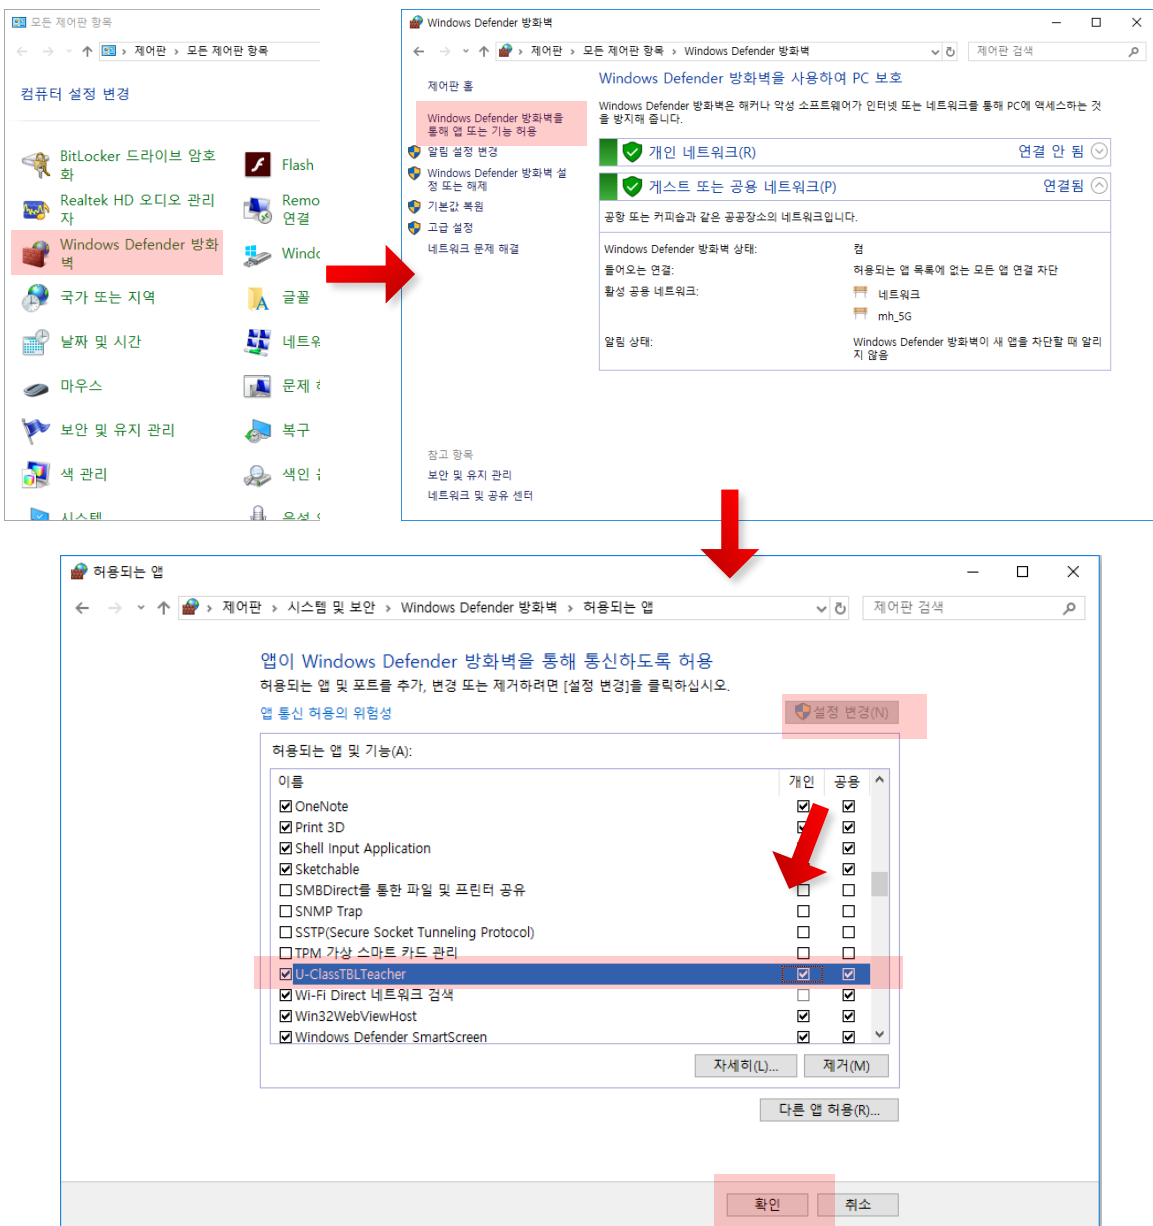 모든 제어판 항목
제어판 › 모든 제어판 항목
컴퓨터 설정 변경
BitLocker 드라이브 암호
화
Flash
Realtek HD 오디오 관리
자
Remo
연결
Windows Defender 방화
벽
Windo
국가 또는 지역
글꼴
날짜 및 시간
네트워
마우스
문제
보안 및 유지 관리
복구
색 관리
색인
시스템
음성
Windows Defender 방화벽
제어판 › 모든 제어판 항목 › Windows Defender 방화벽
제어판 검색
제어판 홈
Windows Defender 방화벽을
통해 앱 또는 기능 허용
알림 설정 변경
Windows Defender 방화벽 설
정 또는 해제
기본값 복원
고급 설정
네트워크 문제 해결
참고 항목
보안 및 유지 관리
네트워크 및 공유 센터
Windows Defender 방화벽을 사용하여 PC 보호
Windows Defender 방화벽은 해커나 악성 소프트웨어가 인터넷 또는 네트워크를 통해 PC에 액세스하는 것
을 방지해 줍니다.
개인 네트워크(R) 연결 안 됨
게스트 또는 공용 네트워크(P) 연결됨
공항 또는 커피숍과 같은 공공장소의 네트워크입니다.
Windows Defender 방화벽 상태: 켬
들어오는 연결: 허용되는 앱 목록에 없는 모든 앱 연결 차단
활성 공용 네트워크: 네트워크
mh_5G
알림 상태: Windows Defender 방화벽이 새 앱을 차단할 때 알리
지 않음
허용되는 앱
제어판 › 시스템 및 보안 › Windows Defender 방화벽 › 허용되는 앱
제어판 검색
앱이 Windows Defender 방화벽을 통해 통신하도록 허용
허용되는 앱 및 포트를 추가, 변경 또는 제거하려면 [설정 변경]을 클릭하십시오.
앱 통신 허용의 위험성
설정 변경(N)
허용되는 앱 및 기능(A):
이름 개인 공용
OneNote
Print 3D
Shell Input Application
Sketchable
SMBDirect를 통한 파일 및 프린터 공유
SNMP Trap
SSTP(Secure Socket Tunneling Protocol)
TPM 가상 스마트 카드 관리
U-ClassTBLTeacher
Wi-Fi Direct 네트워크 검색
Win32WebViewHost
Windows Defender SmartScreen
자세히(L)... 제거(M)
다른 앱 허용(R)...
확인 취소